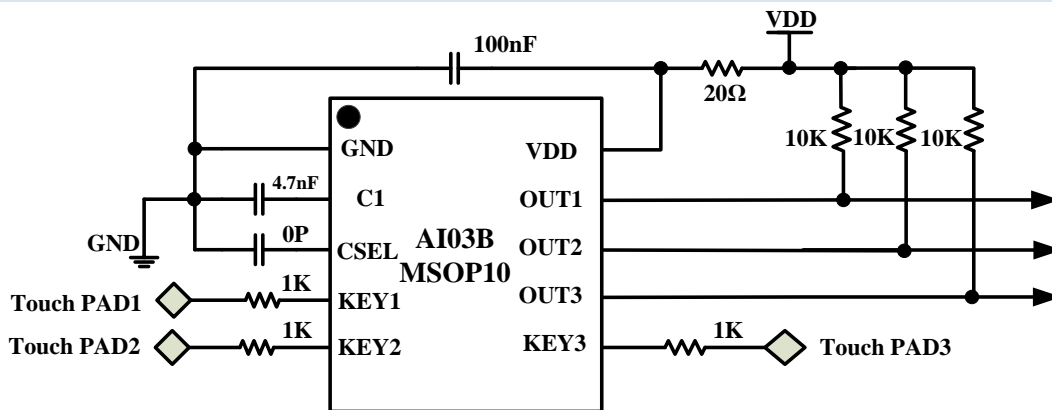 VDD
100nF
20Ω
10K
10K
10K
GND
VDD
4.7nF
C1
OUT1
GND
0P
CSEL
AI03B
MSOP10
OUT2
1K
KEY1
OUT3
Touch PAD1
1K
KEY2
KEY3
1K
Touch PAD2
Touch PAD3